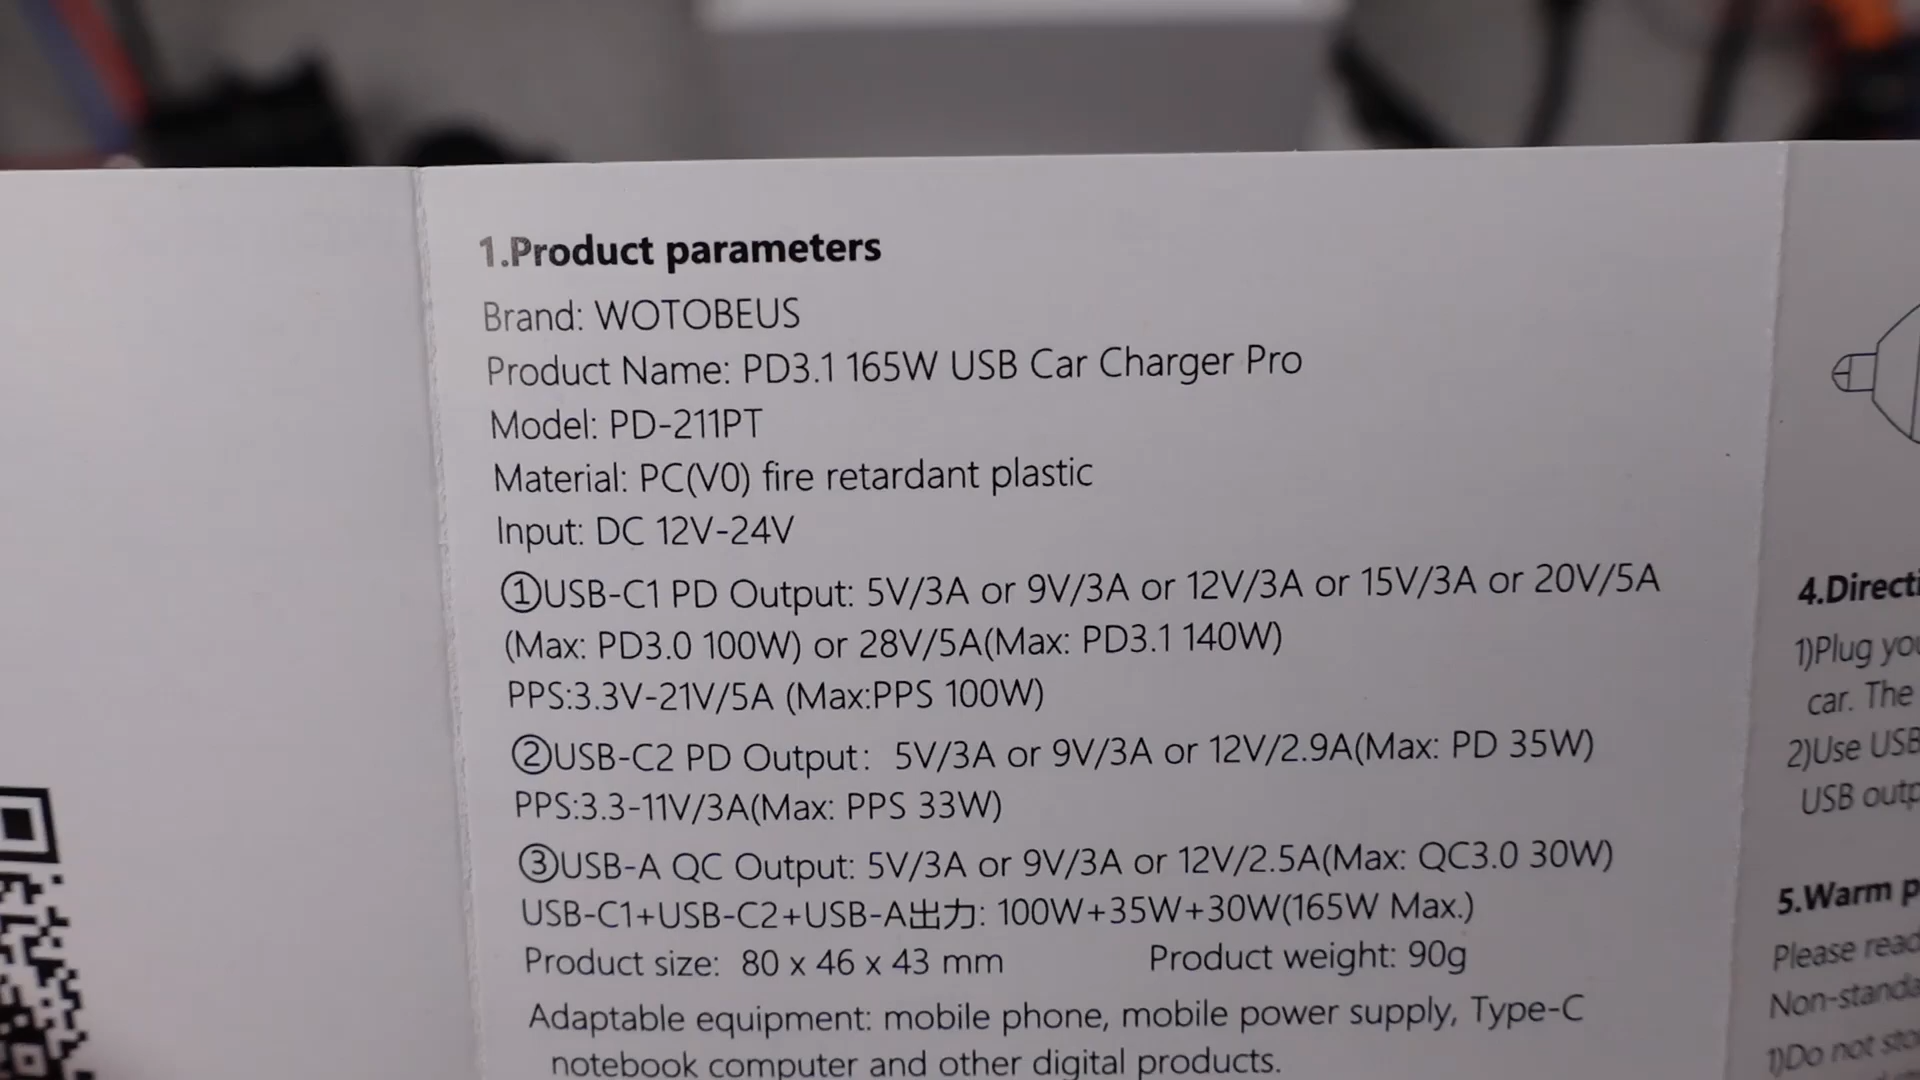 1.Product parameters
Brand: WOTOBEUS
Product Name: PD3.1 165W USB Car Charger Pro
Model: PD-211PT
Material: PC(V0) fire retardant plastic
Input: DC 12V-24V
①USB-C1 PD Output: 5V/3A or 9V/3A or 12V/3A or 15V/3A or 20V/5A
(Max: PD3.0 100W) or 28V/5A(Max: PD3.1 140W)
PPS:3.3V-21V/5A (Max:PPS 100W)
②USB-C2 PD Output: 5V/3A or 9V/3A or 12V/2.9A(Max: PD 35W)
PPS:3.3-11V/3A(Max: PPS 33W)
③USB-A QC Output: 5V/3A or 9V/3A or 12V/2.5A(Max: QC3.0 30W)
USB-C1+USB-C2+USB-A出力: 100W+35W+30W(165W Max.)
Product size: 80 x 46 x 43 mm Product weight: 90g
Adaptable equipment: mobile phone, mobile power supply, Type-C
notebook computer and other digital products.
4.Directi
1)Plug you
car. The
2)Use USB
USB outp
5.Warm p
Please read
Non-standa
1)Do not sto